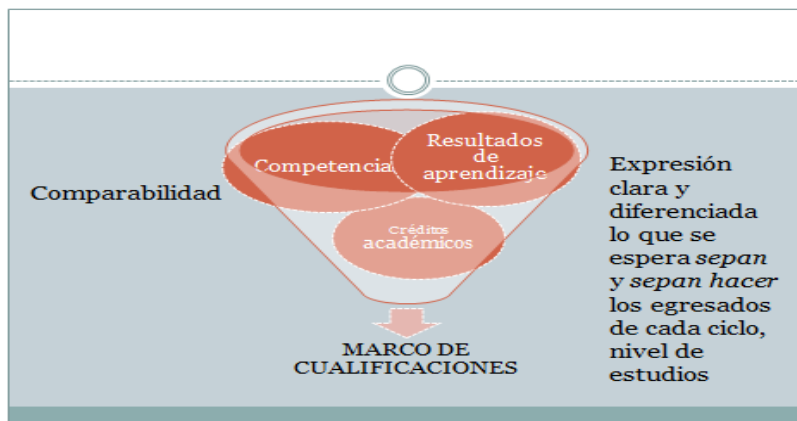 Comparabilidad
Competencia
Resultados
de
aprendizaje
Créditos
académicos
MARCO DE
CUALIFICACIONES
Expresión
clara y
diferenciada
lo que se
espera sepan
y sepan hacer
los egresados
de cada ciclo,
nivel de
estudios